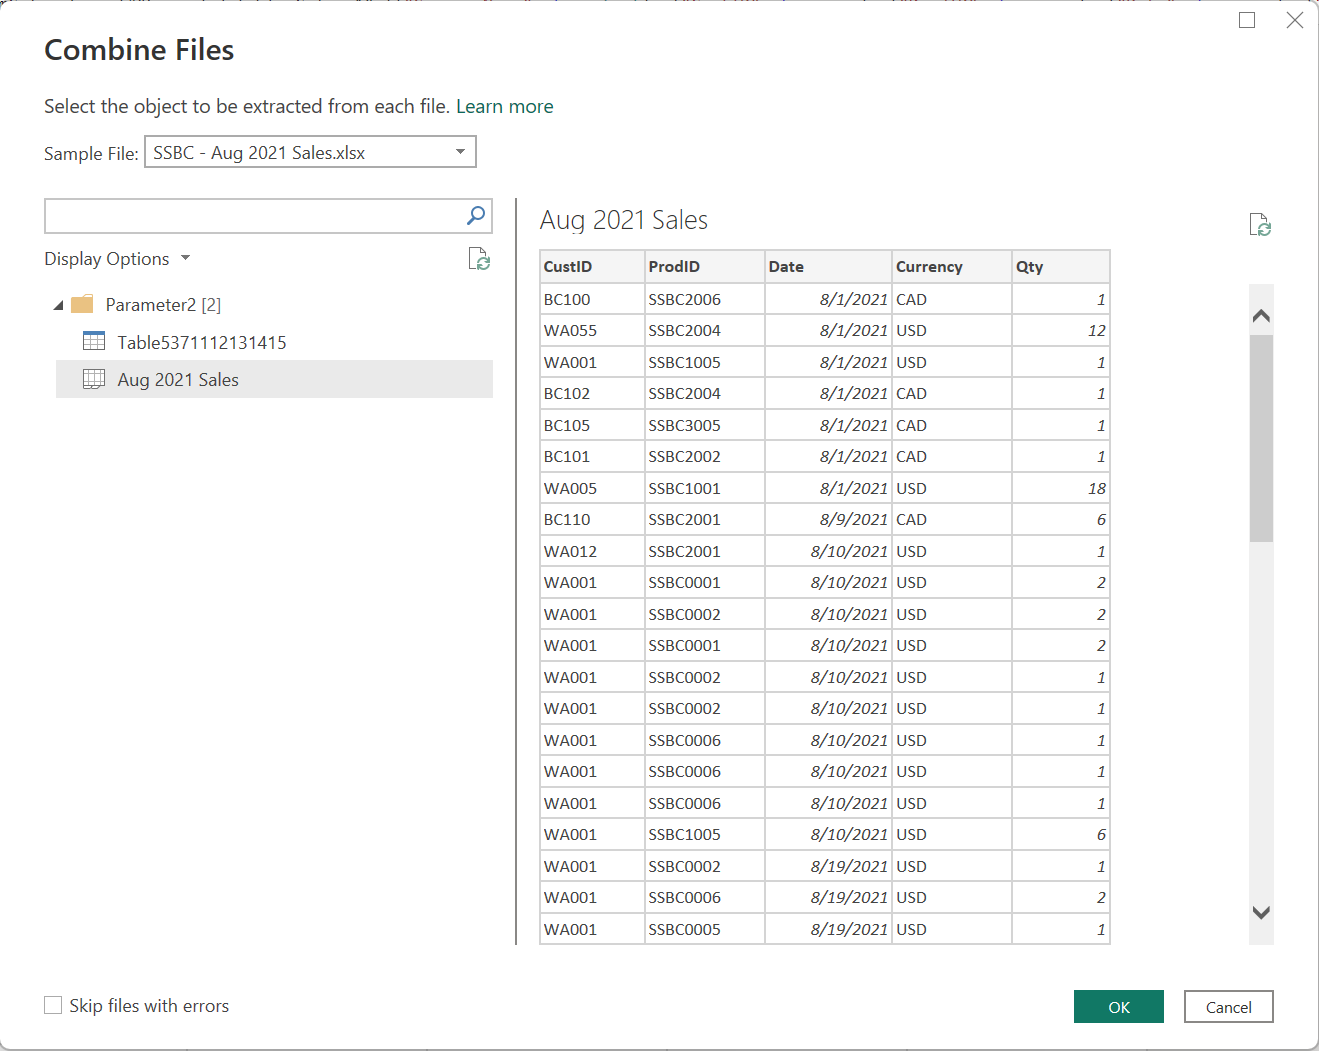 Combine Files
Select the object to be extracted from each file. Learn more
Sample File: SSBC - Aug 2021 Sales.xlsx
Display Options
Parameter2 [2]
Table5371112131415
Aug 2021 Sales
Aug 2021 Sales
CustID ProdID Date Currency Qty
BC100 SSBC2006 8/1/2021 CAD 1
WA055 SSBC2004 8/1/2021 USD 12
WA001 SSBC1005 8/1/2021 USD 1
BC102 SSBC2004 8/1/2021 CAD 1
BC105 SSBC3005 8/1/2021 CAD 1
BC101 SSBC2002 8/1/2021 CAD 1
WA005 SSBC1001 8/1/2021 USD 18
BC110 SSBC2001 8/9/2021 CAD 6
WA012 SSBC2001 8/10/2021 USD 1
WA001 SSBC0001 8/10/2021 USD 2
WA001 SSBC0002 8/10/2021 USD 2
WA001 SSBC0001 8/10/2021 USD 2
WA001 SSBC0002 8/10/2021 USD 1
WA001 SSBC0002 8/10/2021 USD 1
WA001 SSBC0006 8/10/2021 USD 1
WA001 SSBC0006 8/10/2021 USD 1
WA001 SSBC0006 8/10/2021 USD 1
WA001 SSBC1005 8/10/2021 USD 6
WA001 SSBC0002 8/19/2021 USD 1
WA001 SSBC0006 8/19/2021 USD 2
WA001 SSBC0005 8/19/2021 USD 1
Skip files with errors
OK
Cancel